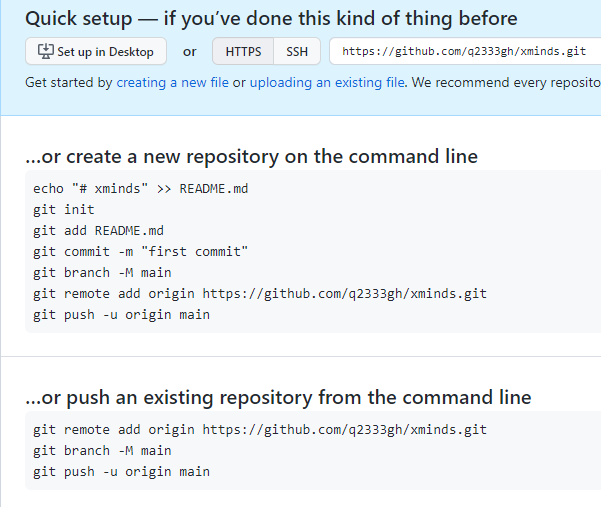 Quick setup — if you’ve done this kind of thing before
Set up in Desktop or HTTPS SSH https://github.com/q2333gh/xminds.git
Get started by creating a new file or uploading an existing file. We recommend every reposito
…or create a new repository on the command line
echo "# xminds" >> README.md
git init
git add README.md
git commit -m "first commit"
git branch -M main
git remote add origin https://github.com/q2333gh/xminds.git
git push -u origin main
…or push an existing repository from the command line
git remote add origin https://github.com/q2333gh/xminds.git
git branch -M main
git push -u origin main